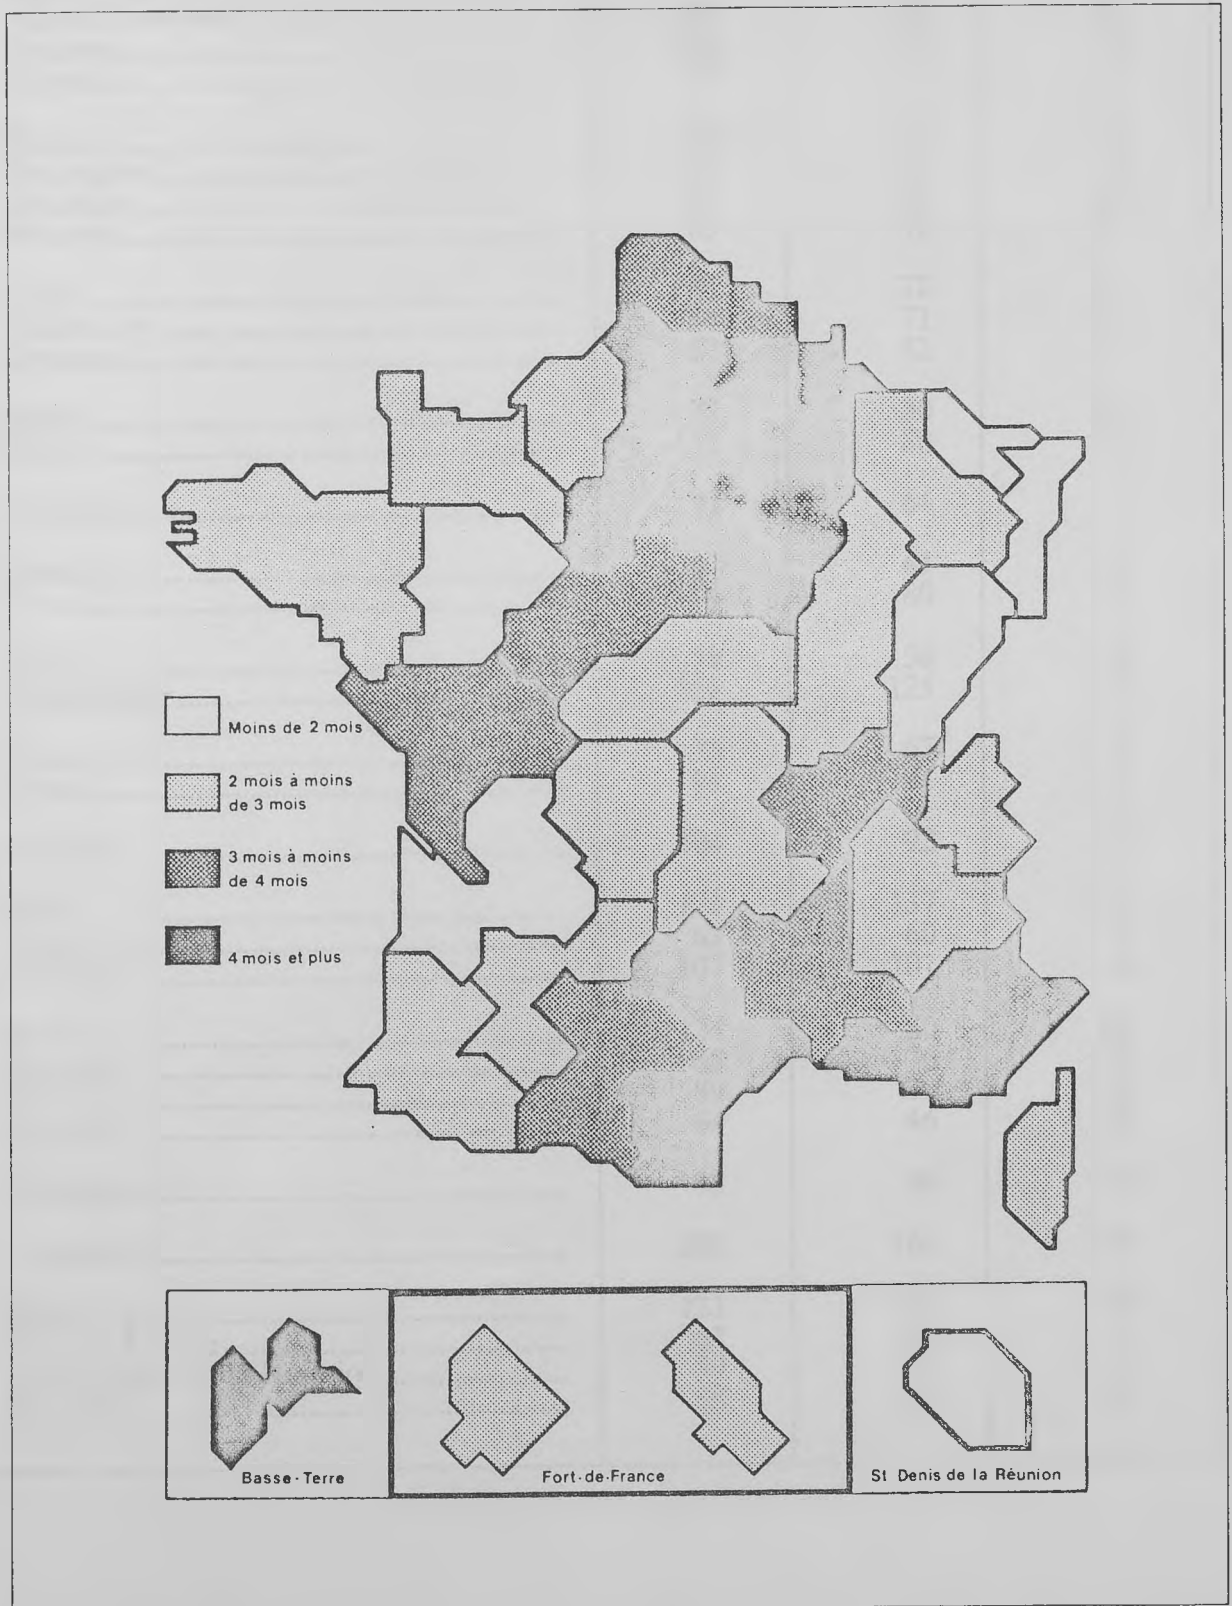 Moins de 2 mois
2 mois à moins
de 3 mois
3 mois à moins
de 4 mois
4 mois et plus
Basse-Terre
Fort-de-France
St Denis de la Réunion